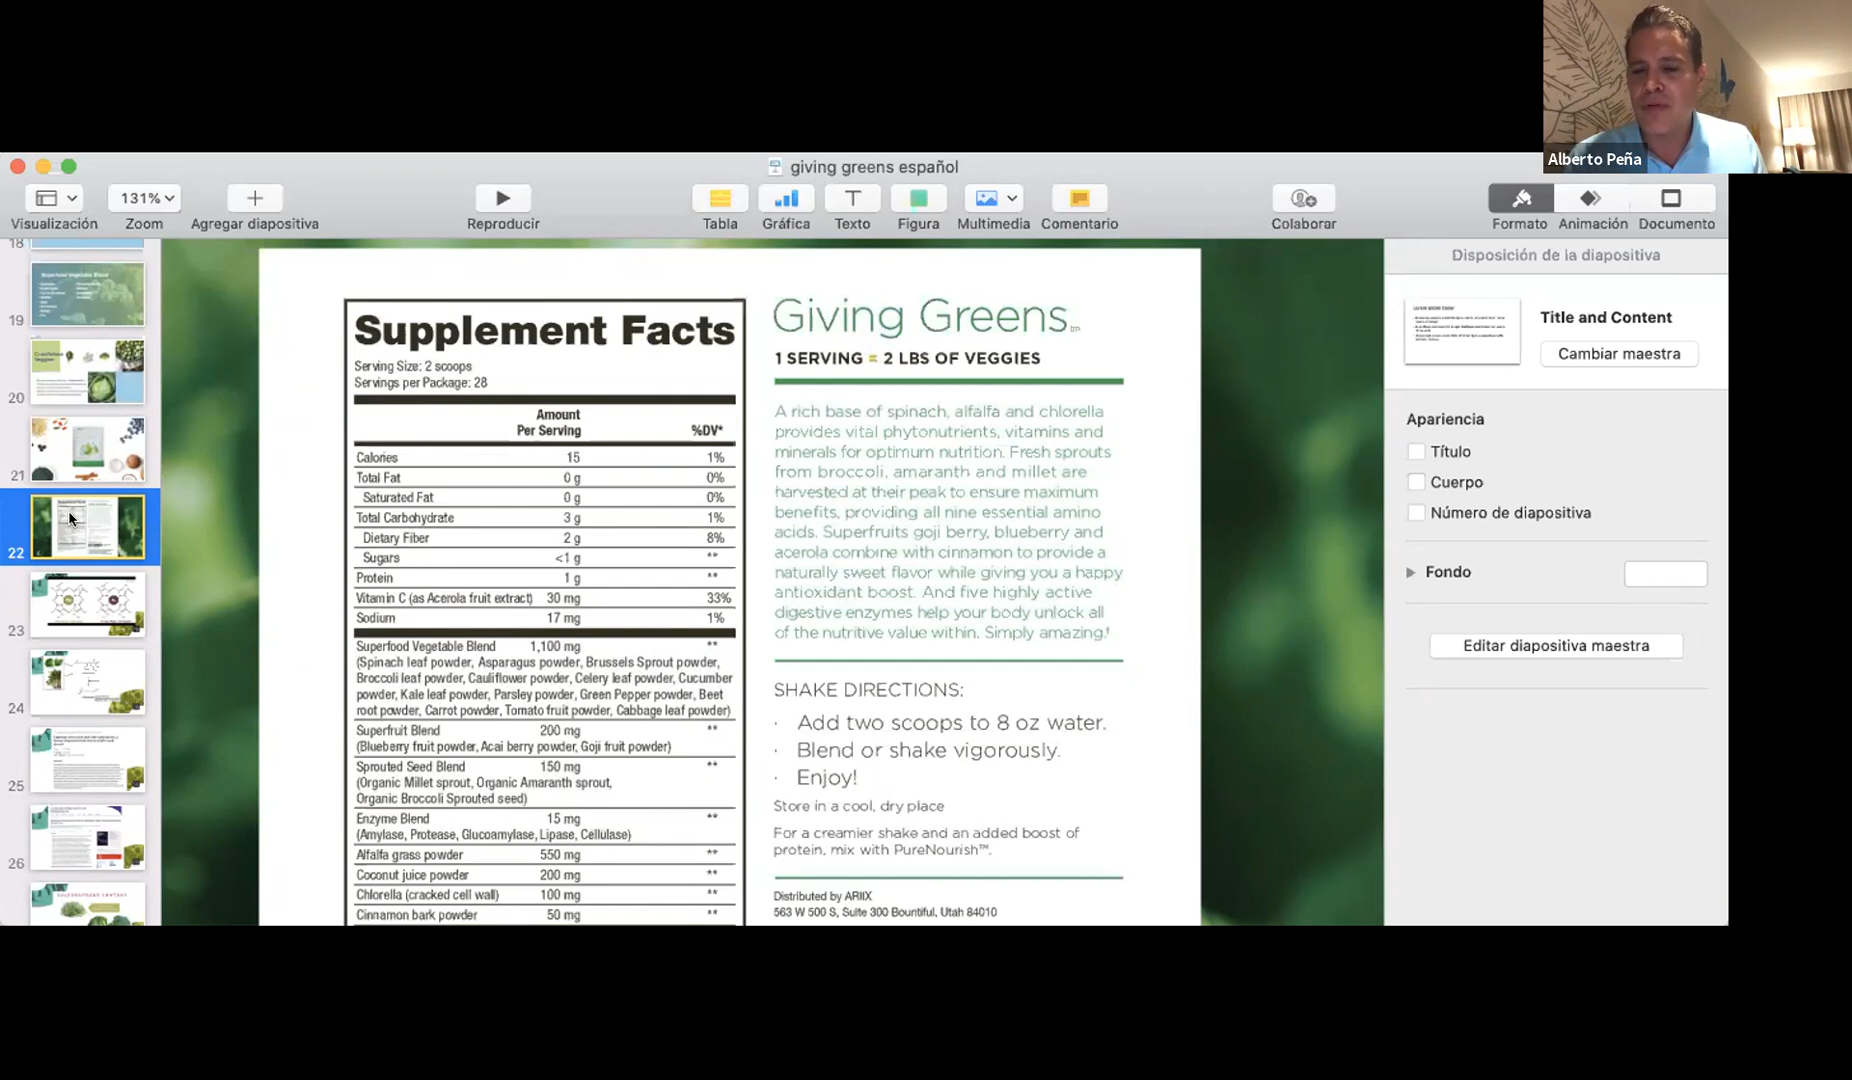 Alberto Peña
giving greens español
131%
Visualización
Zoom
Agregar diapositiva
Reproducir
Tabla
Gráfica
Texto
Figura
Multimedia
Comentario
Colaborar
Formato
Animación
Documento
18
19
20
21
22
23
24
25
26
Supplement Facts
Serving Size: 2 scoops
Servings per Package: 28
Amount
Per Serving %DV*
Calories 15 1%
Total Fat 0 g 0%
Saturated Fat 0 g 0%
Total Carbohydrate 3 g 1%
Dietary Fiber 2 g 8%
Sugars <1 g **
Protein 1 g **
Vitamin C (as Acerola fruit extract) 30 mg 33%
Sodium 17 mg 1%
Superfood Vegetable Blend 1,100 mg **
(Spinach leaf powder, Asparagus powder, Brussels Sprout powder,
Broccoli leaf powder, Cauliflower powder, Celery leaf powder, Cucumber
powder, Kale leaf powder, Parsley powder, Green Pepper powder, Beet
root powder, Carrot powder, Tomato fruit powder, Cabbage leaf powder)
Superfruit Blend 200 mg **
(Blueberry fruit powder, Acai berry powder, Goji fruit powder)
Sprouted Seed Blend 150 mg **
(Organic Millet sprout, Organic Amaranth sprout,
Organic Broccoli Sprouted seed)
Enzyme Blend 15 mg **
(Amylase, Protease, Glucoamylase, Lipase, Cellulase)
Alfalfa grass powder 550 mg **
Coconut juice powder 200 mg **
Chlorella (cracked cell wall) 100 mg **
Cinnamon bark powder 50 mg **
Giving Greens
1 SERVING = 2 LBS OF VEGGIES
A rich base of spinach, alfalfa and chlorella
provides vital phytonutrients, vitamins and
minerals for optimum nutrition. Fresh sprouts
from broccoli, amaranth and millet are
harvested at their peak to ensure maximum
benefits, providing all nine essential amino
acids. Superfruits goji berry, blueberry and
acerola combine with cinnamon to provide a
naturally sweet flavor while giving you a happy
antioxidant boost. And five highly active
digestive enzymes help your body unlock all
of the nutritive value within. Simply amazing.†
SHAKE DIRECTIONS:
· Add two scoops to 8 oz water.
· Blend or shake vigorously.
· Enjoy!
Store in a cool, dry place
For a creamier shake and an added boost of
protein, mix with PureNourish™.
Distributed by ARIIX
563 W 500 S, Suite 300 Bountiful, Utah 84010
Disposición de la diapositiva
Title and Content
Cambiar maestra
Apariencia
Título
Cuerpo
Número de diapositiva
Fondo
Editar diapositiva maestra